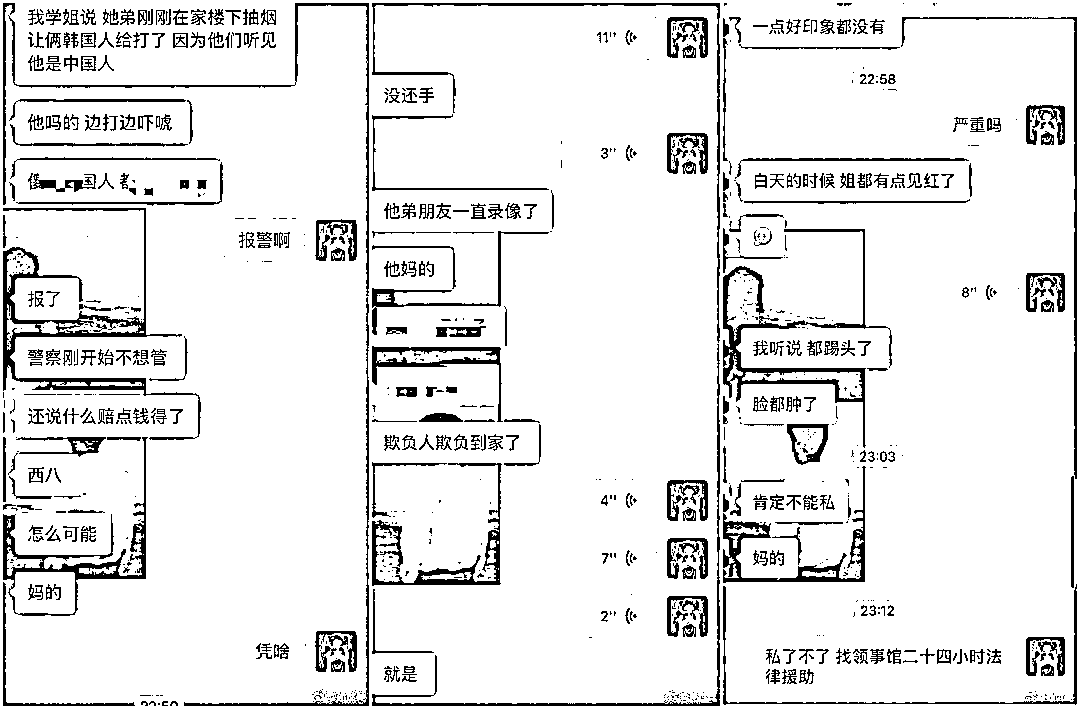 我学姐说 她弟刚刚在家楼下抽烟
让俩韩国人给打了 因为他们听见
他是中国人
他吗的 边打边吓唬
国人
报警啊
报了
警察刚开始不想管
还说什么赔点钱得了
西八
怎么可能
妈的
凭啥
22:50
11"
没还手
3"
他弟朋友一直录像了
他妈的
欺负人欺负到家了
4"
7"
2"
就是
一点好印象都没有
22:58
严重吗
白天的时候 姐都有点见红了
8"
我听说 都踢头了
脸都肿了
23:03
肯定不能私
妈的
23:12
私了不了 找领事馆二十四小时法
律援助